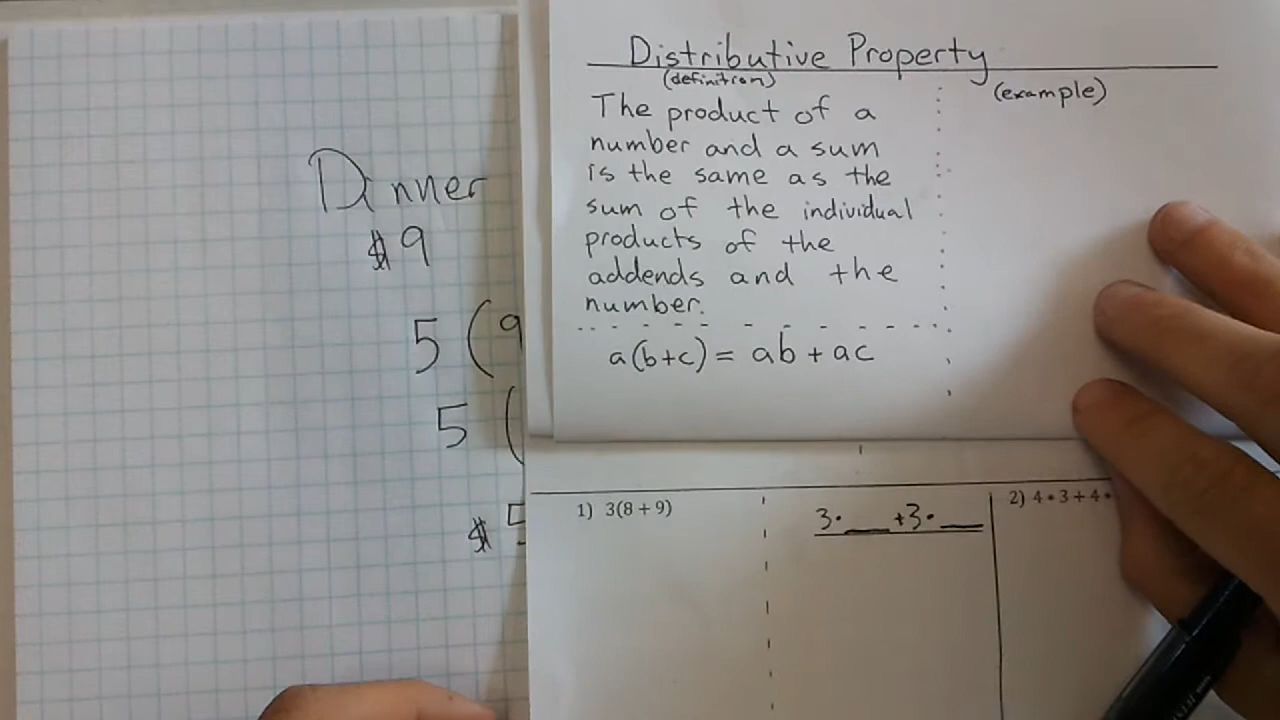 Dinner
$9
5 (9
5 (
$ 5
Distributive Property
(definition)
(example)
The product of a
number and a sum
is the same as the
sum of the individual
products of the
addends and the
number.
a(b+c) = ab + ac
1) 3(8 + 9)
3·___ +3·___
2) 4 • 3 + 4 •